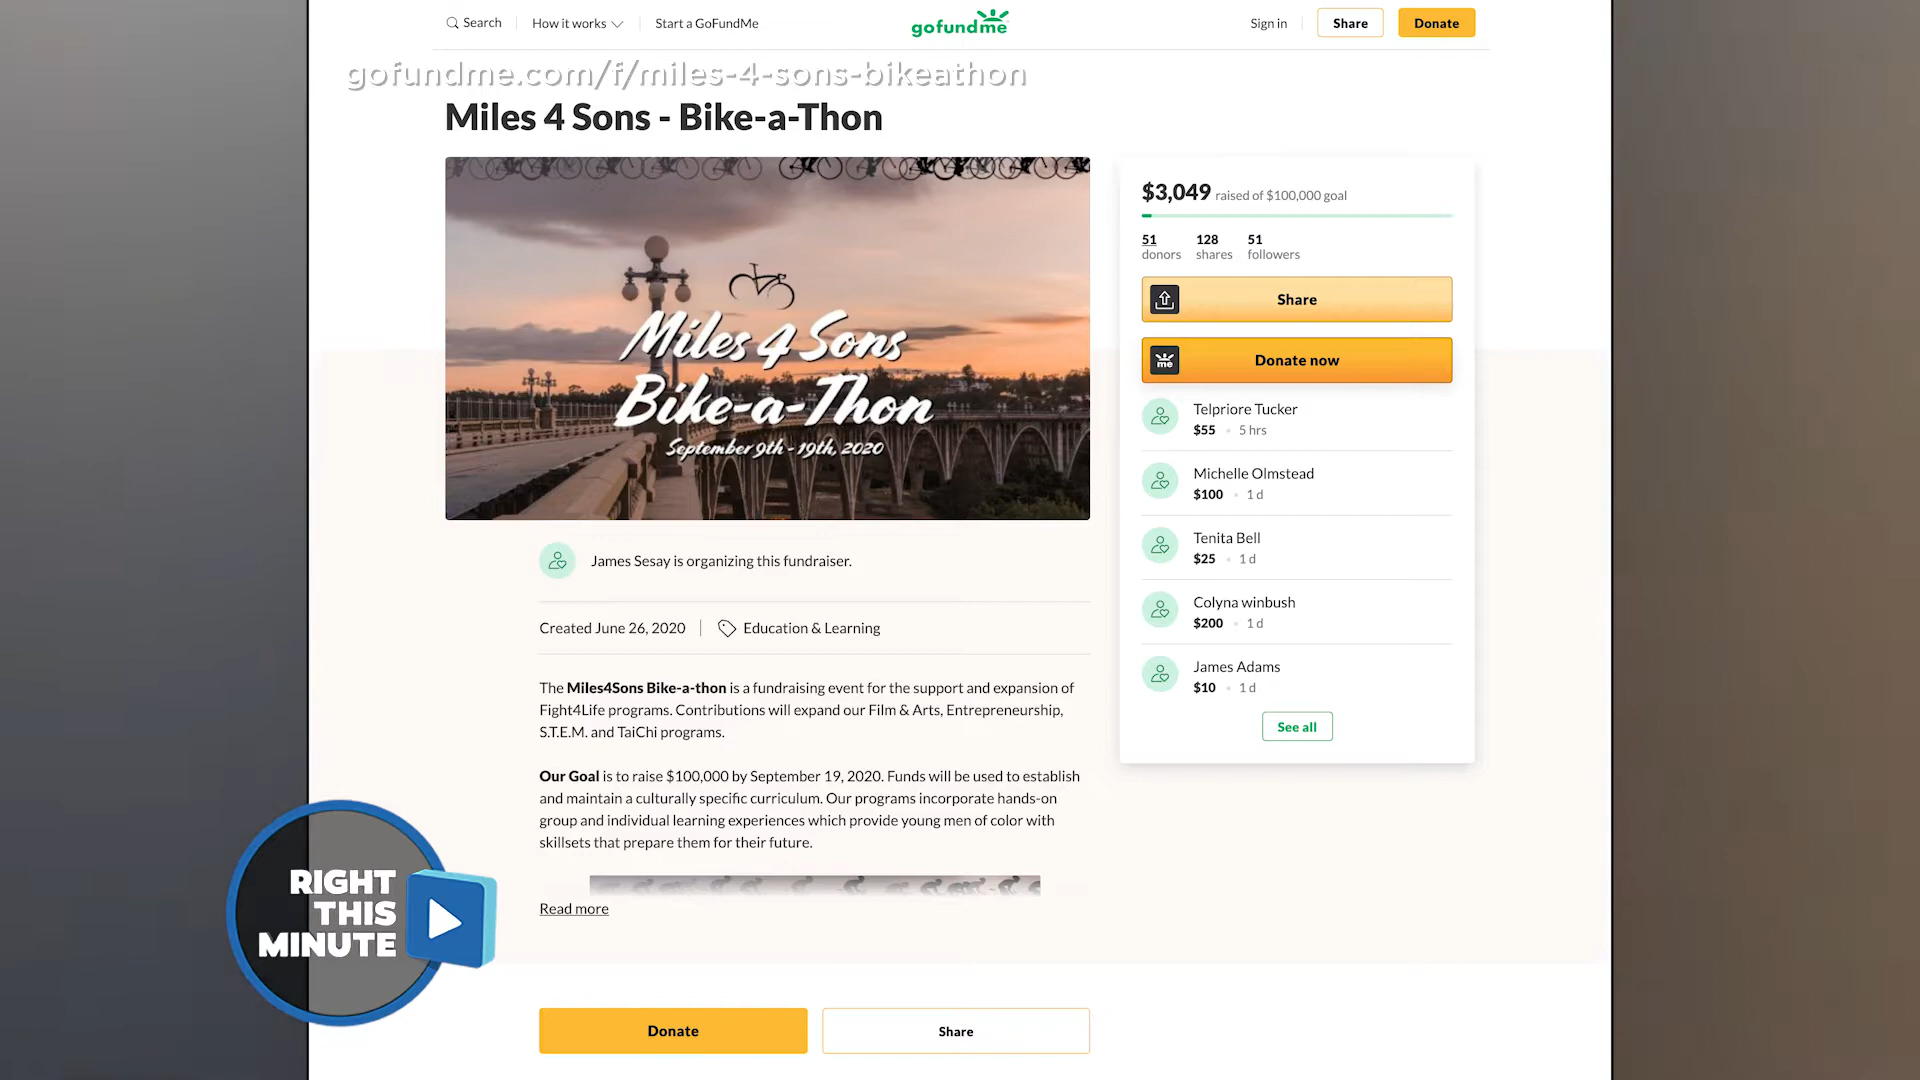 Search
How it works
Start a GoFundMe
gofundme
Sign in
Share
Donate
gofundme.com/f/miles-4-sons-bikeathon
Miles 4 Sons - Bike-a-Thon
Miles 4 Sons
Bike-a-Thon
September 9th - 19th, 2020
$3,049 raised of $100,000 goal
51 donors
128 shares
51 followers
Share
me
Donate now
Telpriore Tucker
$55 • 5 hrs
Michelle Olmstead
$100 • 1 d
Tenita Bell
$25 • 1 d
Colyna winbush
$200 • 1 d
James Adams
$10 • 1 d
See all
James Sesay is organizing this fundraiser.
Created June 26, 2020
Education & Learning
The Miles4Sons Bike-a-thon is a fundraising event for the support and expansion of
Fight4Life programs. Contributions will expand our Film & Arts, Entrepreneurship,
S.T.E.M. and TaiChi programs.
Our Goal is to raise $100,000 by September 19, 2020. Funds will be used to establish
and maintain a culturally specific curriculum. Our programs incorporate hands-on
group and individual learning experiences which provide young men of color with
skillsets that prepare them for their future.
Read more
RIGHT
THIS
MINUTE
Donate
Share